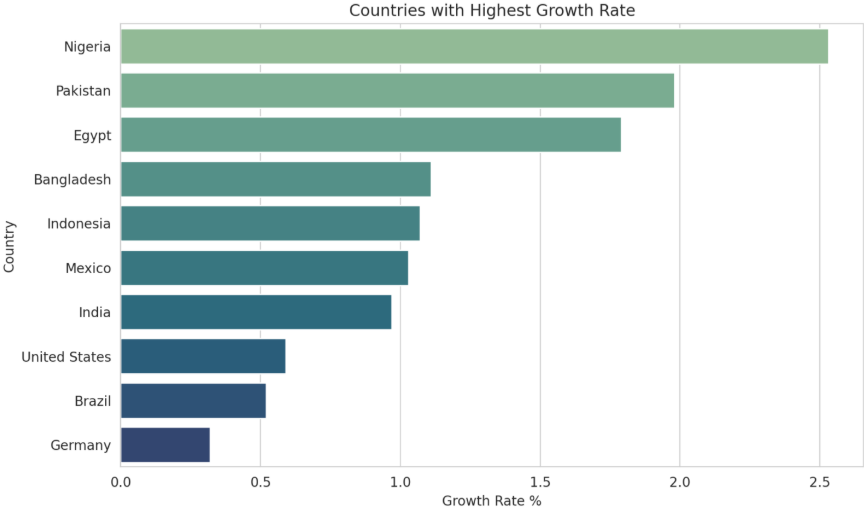 Countries with Highest Growth Rate
Nigeria
Pakistan
Egypt
Bangladesh
Indonesia
Mexico
India
United States
Brazil
Germany
Country
0.0 0.5 1.0 1.5 2.0 2.5
Growth Rate %